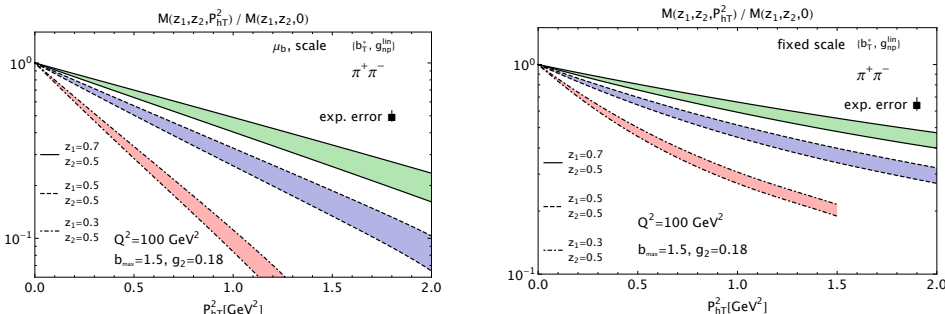 M(z₁,z₂,P²hT) / M(z₁,z₂,0)
μb, scale {b*T, g^lin np}
π⁺π⁻
exp. error
10⁰
z₁=0.7
z₂=0.5
z₁=0.5
z₂=0.5
z₁=0.3
z₂=0.5
Q²=100 GeV²
bmax=1.5, g₂=0.18
10⁻¹
0.0 0.5 1.0 1.5 2.0
P²hT[GeV²]
M(z₁,z₂,P²hT) / M(z₁,z₂,0)
fixed scale {b*T, g^lin np}
π⁺π⁻
exp. error
10⁰
z₁=0.7
z₂=0.5
z₁=0.5
z₂=0.5
z₁=0.3
z₂=0.5
Q²=100 GeV²
bmax=1.5, g₂=0.18
10⁻¹
0.0 0.5 1.0 1.5 2.0
P²hT[GeV²]